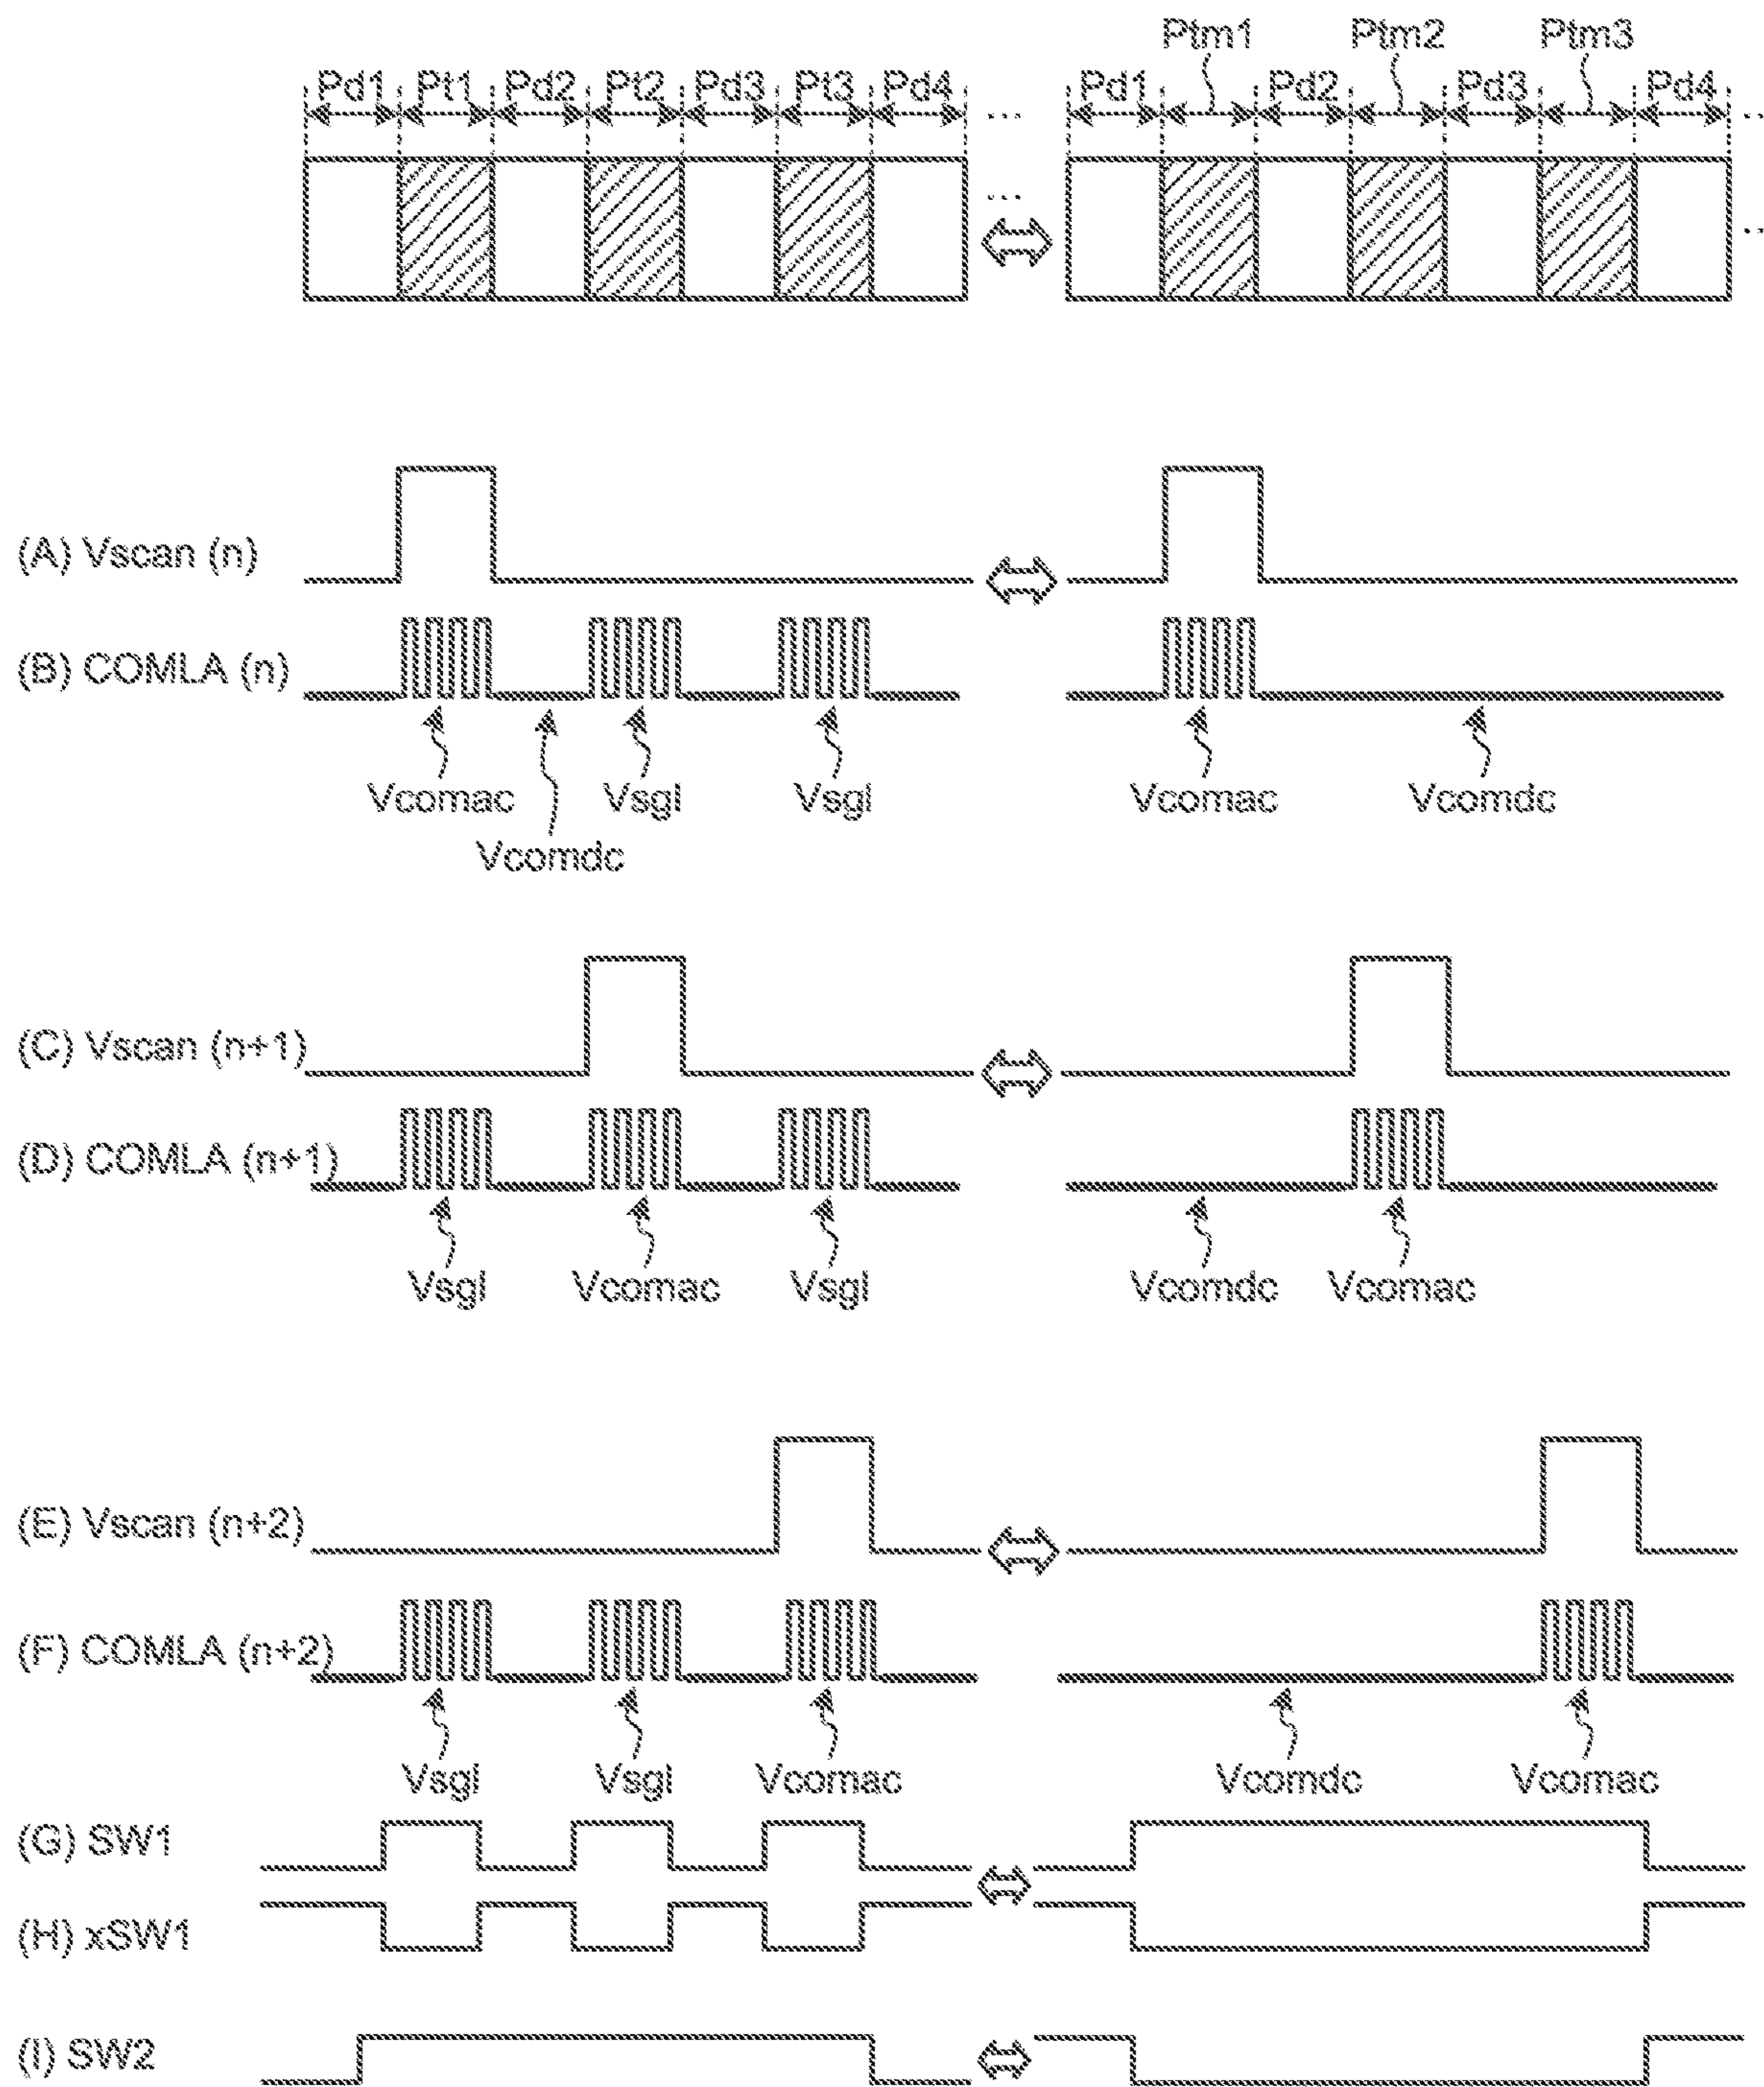 Ptm1 Ptm2 Ptm3
Pd1 Pt1 Pd2 Pt2 Pd3 Pt3 Pd4 ... Pd1 Pd2 Pd3 Pd4
(A) Vscan (n)
(B) COMLA (n)
Vcomac Vsgl Vsgl Vcomac Vcomdc
Vcomdc
(C) Vscan (n+1)
(D) COMLA (n+1)
Vsgl Vcomac Vsgl Vcomdc Vcomac
(E) Vscan (n+2)
(F) COMLA (n+2)
Vsgl Vsgl Vcomac Vcomdc Vcomac
(G) SW1
(H) xSW1
(I) SW2